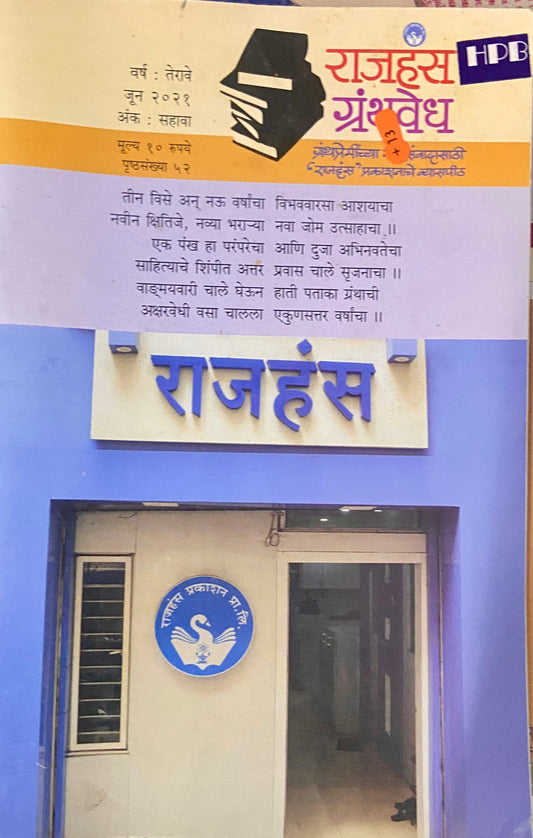 वर्ष : तेरावे
जून २०२१
अंक : सहावा
मूल्य १० रुपये
पृष्ठसंख्या ५२
राजहंस
ग्रंथवेध
HPB
+ 13
ग्रंथप्रेमींच्या संवादासाठी
'राजहंस' प्रकाशनाचे व्यासपीठ
तीन विसे अन् नऊ वर्षांचा विभववारसा आशयाचा
नवीन क्षितिजे, नव्या भराऱ्या नवा जोम उत्साहाचा ॥
एक पंख हा परंपरेचा आणि दुजा अभिनवतेचा
साहित्याचे शिंपीत अत्तर प्रवास चाले सृजनाचा ॥
वाङ्मयवारी चाले घेऊन हाती पताका ग्रंथाची
अक्षरवेधी वसा चालला एकुणसत्तर वर्षांचा ॥
राजहंस
राजहंस प्रकाशन प्रा.लि.